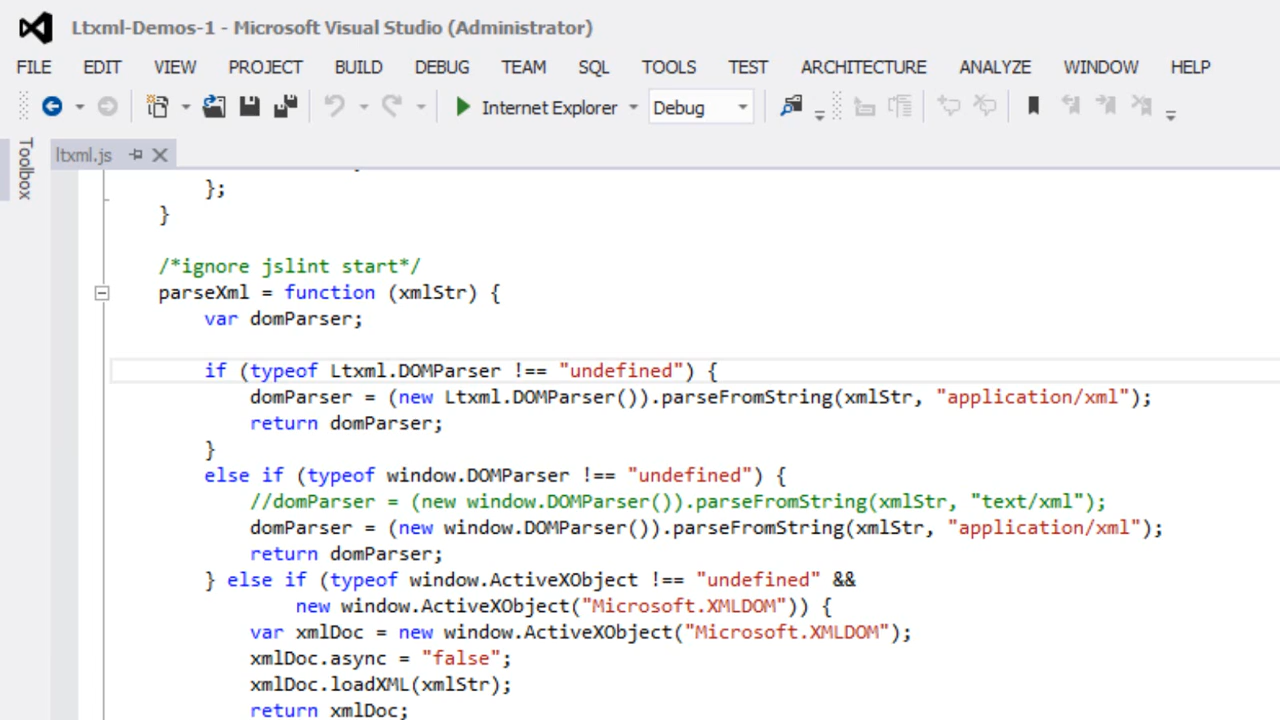 Ltxml-Demos-1 - Microsoft Visual Studio (Administrator)
FILE EDIT VIEW PROJECT BUILD DEBUG TEAM SQL TOOLS TEST ARCHITECTURE ANALYZE WINDOW HELP
Internet Explorer Debug
Toolbox
ltxml.js
};
}
/*ignore jslint start*/
parseXml = function (xmlStr) {
var domParser;
if (typeof Ltxml.DOMParser !== "undefined") {
domParser = (new Ltxml.DOMParser()).parseFromString(xmlStr, "application/xml");
return domParser;
}
else if (typeof window.DOMParser !== "undefined") {
//domParser = (new window.DOMParser()).parseFromString(xmlStr, "text/xml");
domParser = (new window.DOMParser()).parseFromString(xmlStr, "application/xml");
return domParser;
} else if (typeof window.ActiveXObject !== "undefined" &&
new window.ActiveXObject("Microsoft.XMLDOM")) {
var xmlDoc = new window.ActiveXObject("Microsoft.XMLDOM");
xmlDoc.async = "false";
xmlDoc.loadXML(xmlStr);
return xmlDoc;